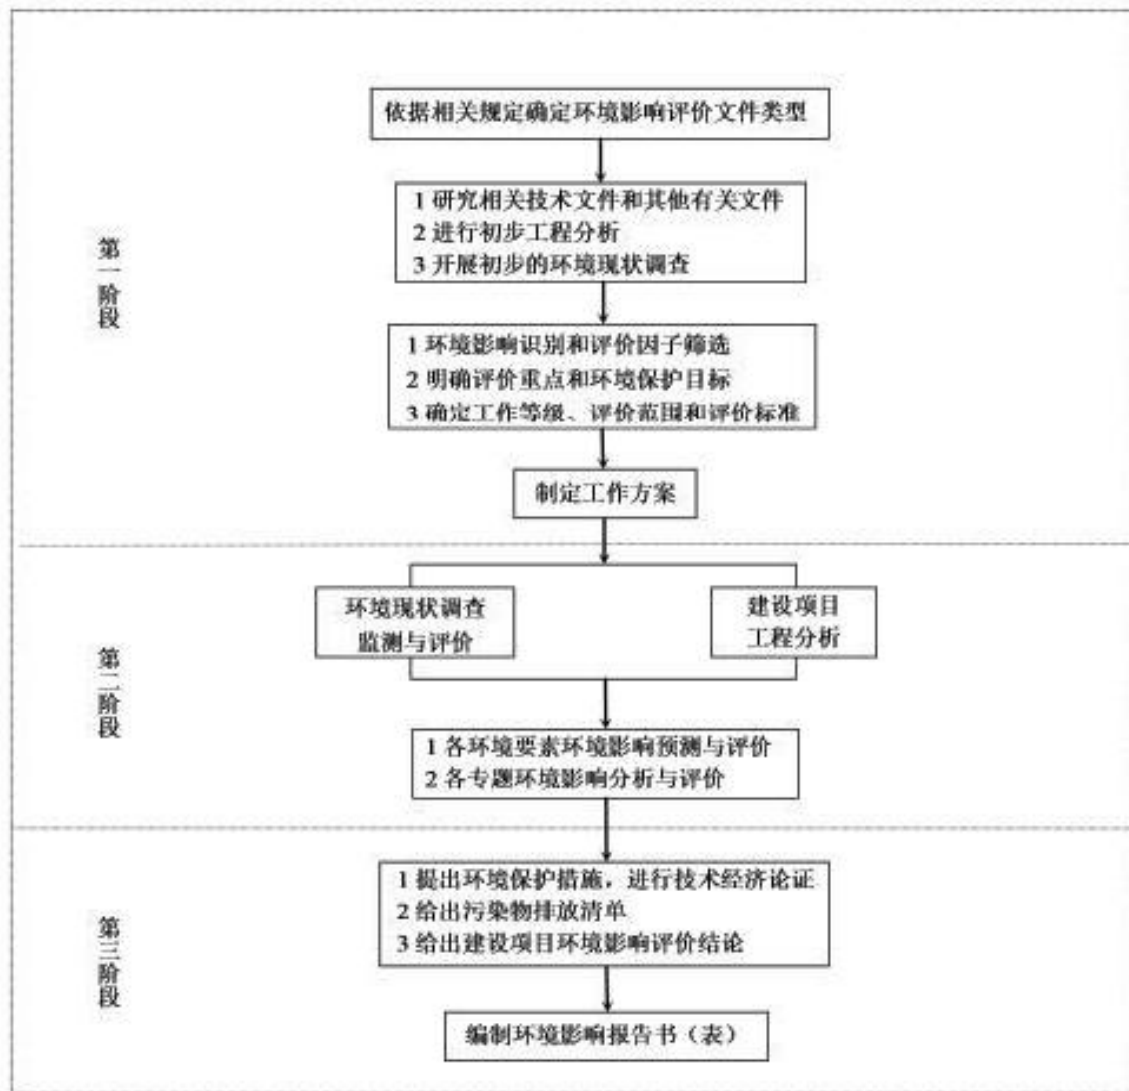 依据相关规定确定环境影响评价文件类型
1 研究相关技术文件和其他有关文件
2 进行初步工程分析
3 开展初步的环境现状调查
第一阶段
1 环境影响识别和评价因子筛选
2 明确评价重点和环境保护目标
3 确定工作等级、评价范围和评价标准
制定工作方案
环境现状调查
监测与评价
建设项目
工程分析
第二阶段
1 各环境要素环境影响预测与评价
2 各专题环境影响分析与评价
1 提出环境保护措施，进行技术经济论证
2 给出污染物排放清单
3 给出建设项目环境影响评价结论
第三阶段
编制环境影响报告书（表）